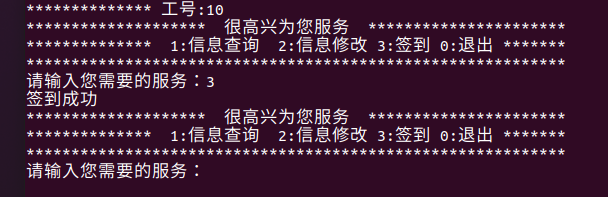 ************** 工号:10
********************  很高兴为您服务  **********************
**************  1:信息查询  2:信息修改 3:签到 0:退出 *******
************************************************************
请输入您需要的服务：3
签到成功
********************  很高兴为您服务  **********************
**************  1:信息查询  2:信息修改 3:签到 0:退出 *******
************************************************************
请输入您需要的服务：